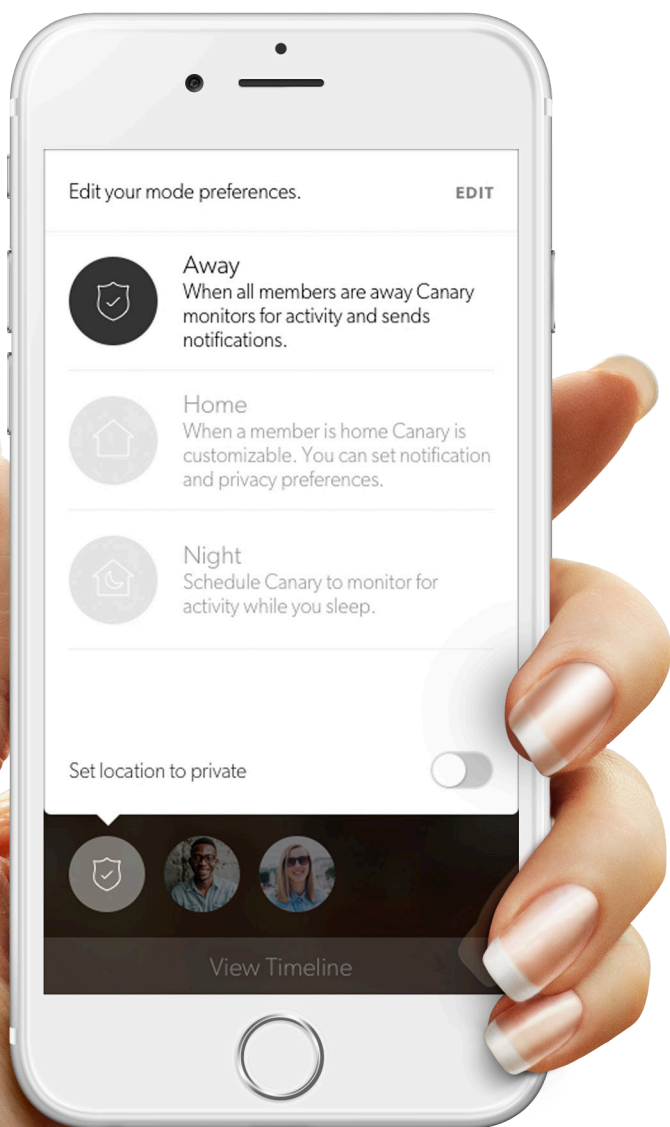 Edit your mode preferences.
EDIT
Away
When all members are away Canary
monitors for activity and sends
notifications.
Home
When a member is home Canary is
customizable. You can set notification
and privacy preferences.
Night
Schedule Canary to monitor for
activity while you sleep.
Set location to private
View Timeline